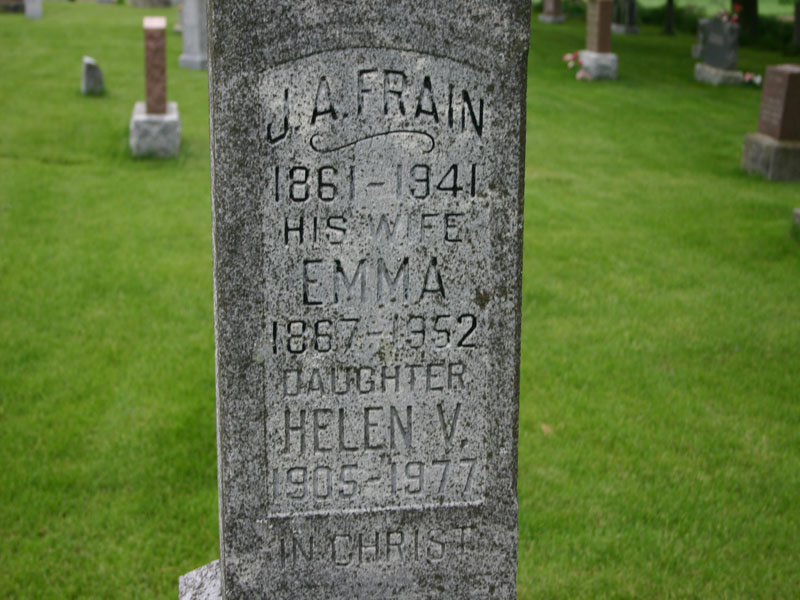 J. A. FRAIN
1861-1941
HIS WIFE
EMMA
1867-1952
DAUGHTER
HELEN V.
1905-1977
IN CHRIST